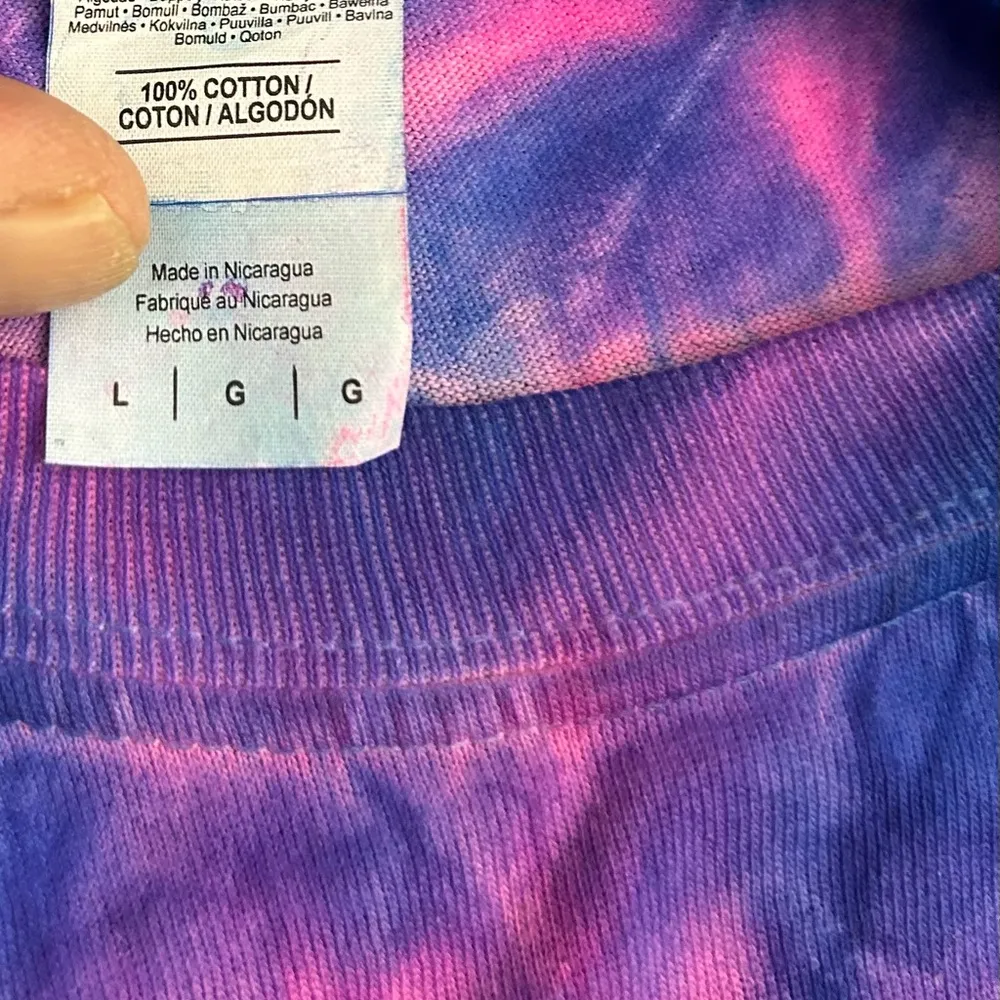 Pamut • Bomull • Bombaž • Bumbac • Bawełna
Medvilnės • Kokvilna • Puuvilla • Puuvill • Bavlna
Bomuld • Qoton
100% COTTON /
COTON / ALGODÓN
Made in Nicaragua
Fabriqué au Nicaragua
Hecho en Nicaragua
L | G | G